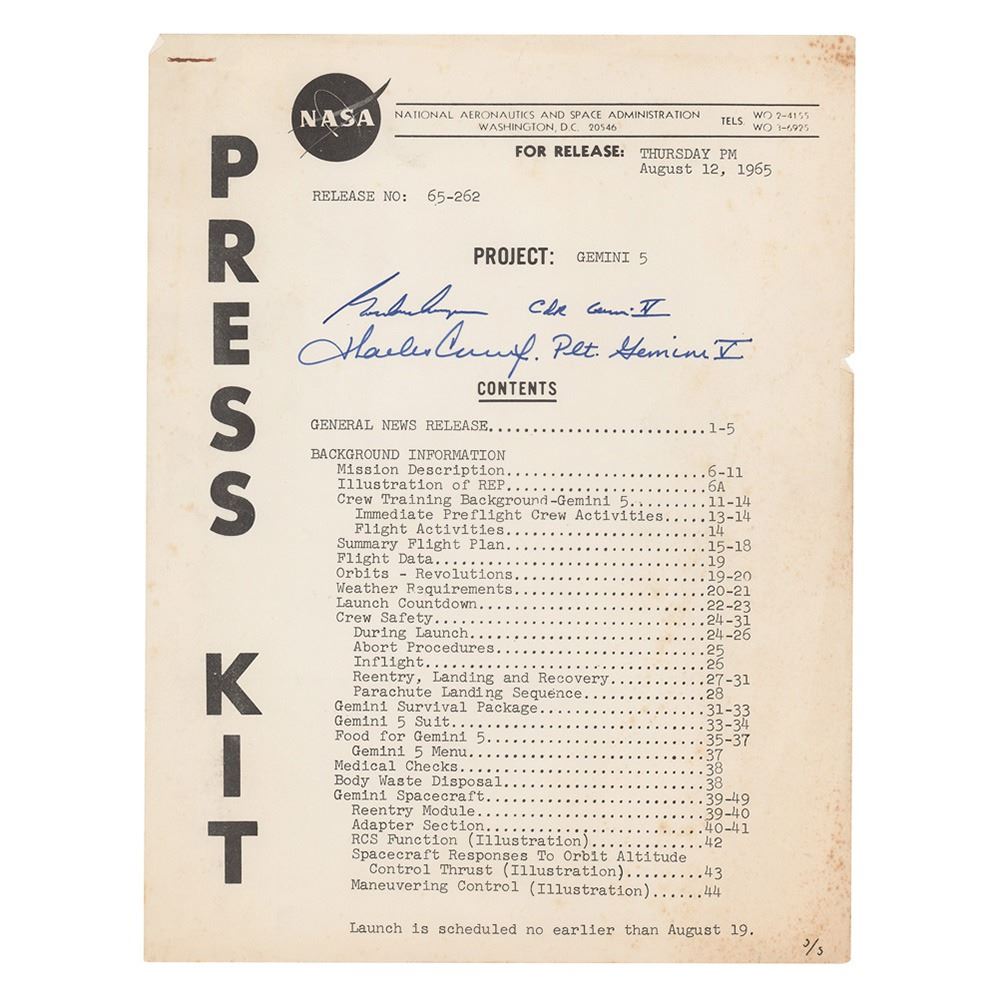 PRESS KIT
NASA
NATIONAL AERONAUTICS AND SPACE ADMINISTRATION
WASHINGTON, D.C. 20546
TELS. WO 2-4155
WO 3-6925
FOR RELEASE: THURSDAY PM
August 12, 1965
RELEASE NO: 65-262
PROJECT: GEMINI 5
CDR Gemini V
Charles Conrad Jr. Plt. Gemini V
CONTENTS
GENERAL NEWS RELEASE.........................1-5
BACKGROUND INFORMATION
Mission Description.......................6-11
Illustration of REP.......................6A
Crew Training Background-Gemini 5.........11-14
Immediate Preflight Crew Activities.....13-14
Flight Activities.......................14
Summary Flight Plan.......................15-18
Flight Data...............................19
Orbits - Revolutions......................19-20
Weather Requirements......................20-21
Launch Countdown..........................22-23
Crew Safety...............................24-31
During Launch...........................24-26
Abort Procedures........................25
Inflight................................26
Reentry, Landing and Recovery...........27-31
Parachute Landing Sequence..............28
Gemini Survival Package...................31-33
Gemini 5 Suit.............................33-34
Food for Gemini 5.........................35-37
Gemini 5 Menu...........................37
Medical Checks............................38
Body Waste Disposal.......................38
Gemini Spacecraft.........................39-49
Reentry Module..........................39-40
Adapter Section.........................40-41
RCS Function (Illustration).............42
Spacecraft Responses To Orbit Altitude
Control Thrust (Illustration).........43
Maneuvering Control (Illustration)......44
Launch is scheduled no earlier than August 19.